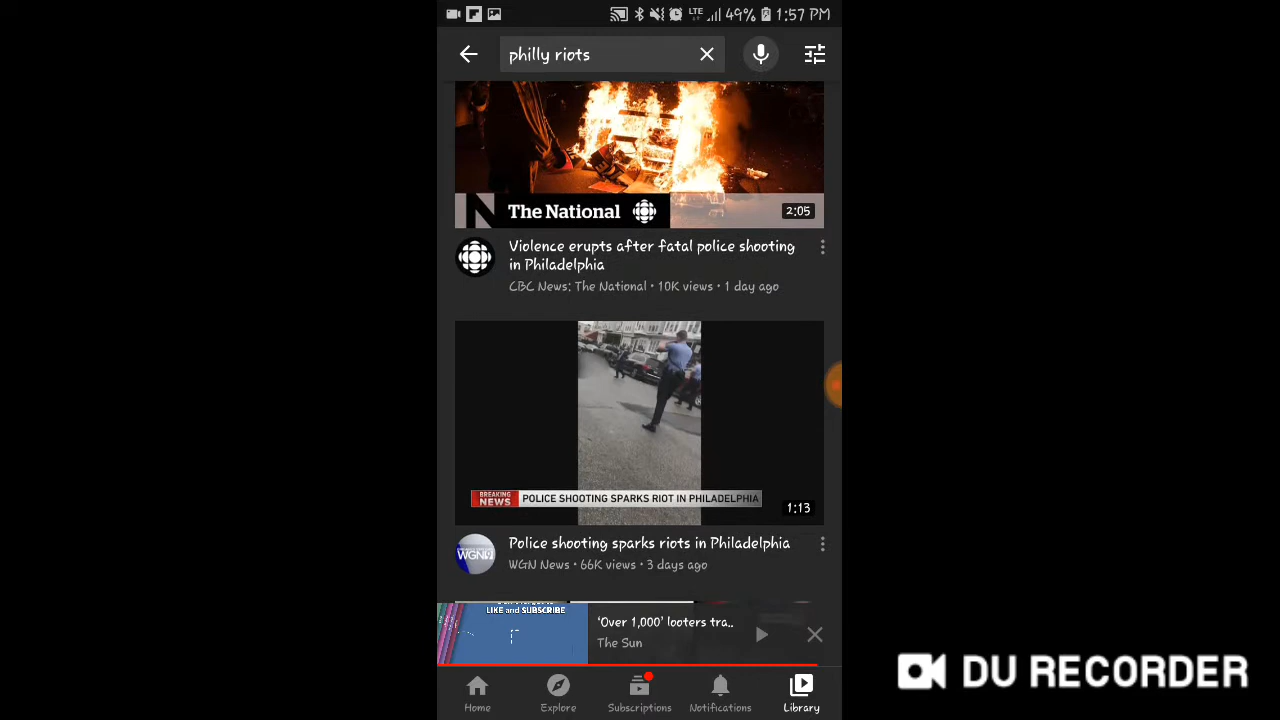 LTE 49% 1:57 PM
philly riots
N The National
2:05
Violence erupts after fatal police shooting
in Philadelphia
CBC News: The National • 10K views • 1 day ago
BREAKING NEWS POLICE SHOOTING SPARKS RIOT IN PHILADELPHIA
1:13
WGN9
Police shooting sparks riots in Philadelphia
WGN News • 66K views • 3 days ago
LIKE and SUBSCRIBE
'Over 1,000' looters tra..
The Sun
Home Explore Subscriptions Notifications Library
DU RECORDER